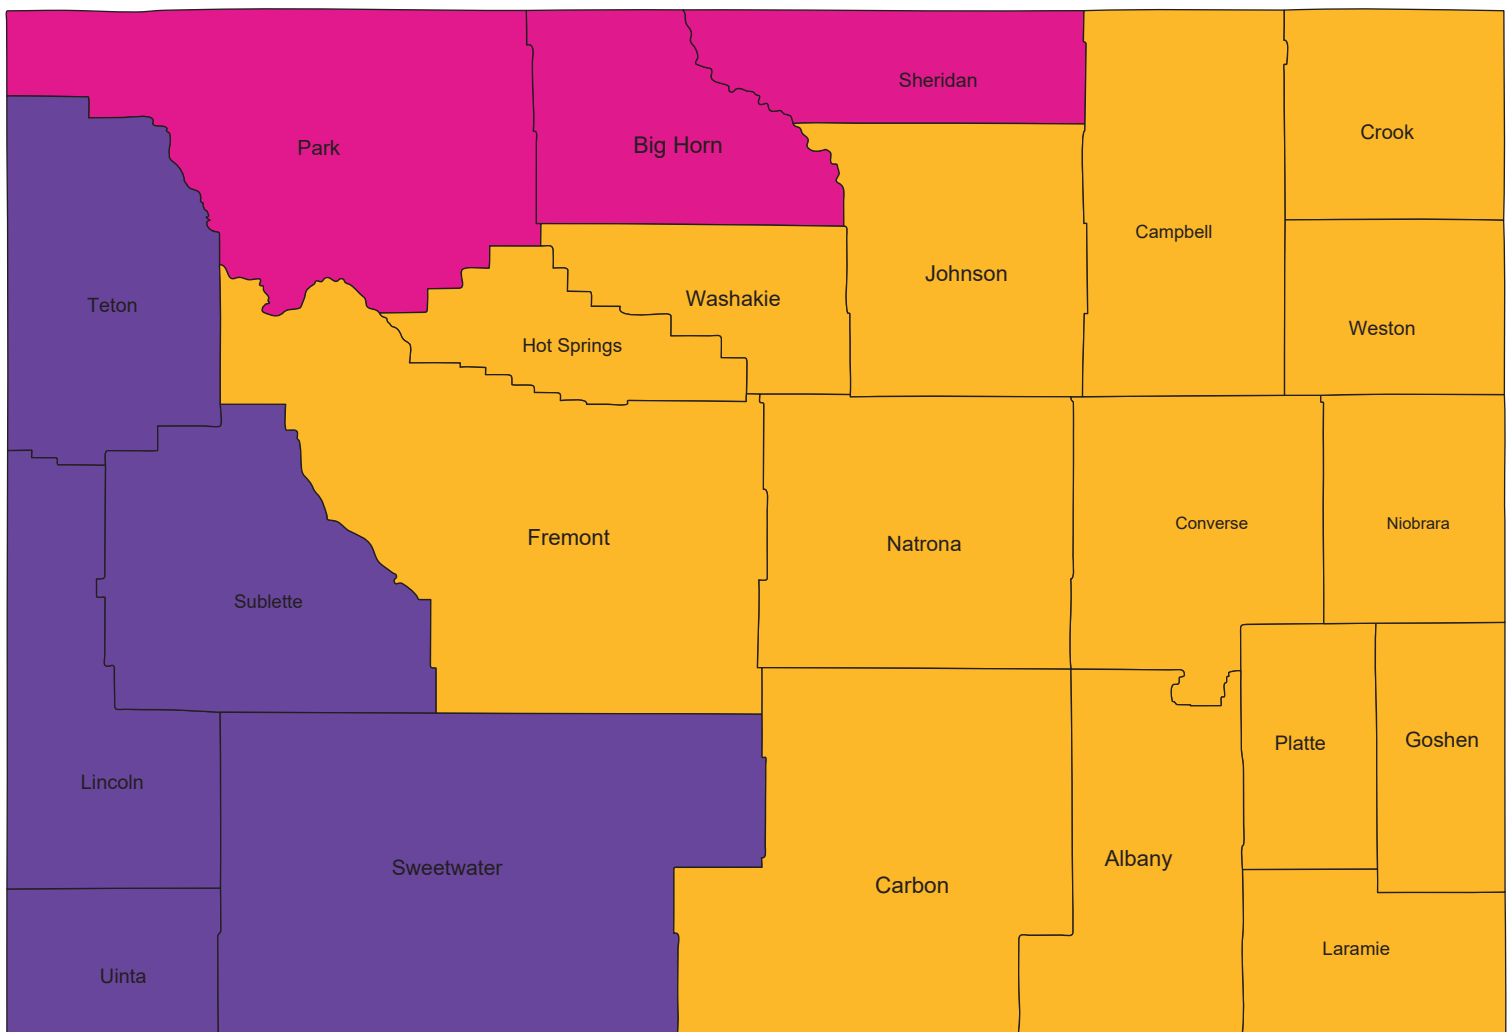 Sheridan
Crook
Park
Big Horn
Campbell
Johnson
Washakie
Teton
Weston
Hot Springs
Converse
Niobrara
Fremont
Natrona
Sublette
Goshen
Platte
Lincoln
Albany
Sweetwater
Carbon
Laramie
Uinta